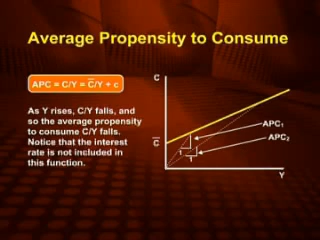 Average Propensity to Consume
APC = C/Y = C̅/Y + c
As Y rises, C/Y falls, and
so the average propensity
to consume C/Y falls.
Notice that the interest
rate is not included in
this function.
C
APC₁
APC₂
C̅
1
Y